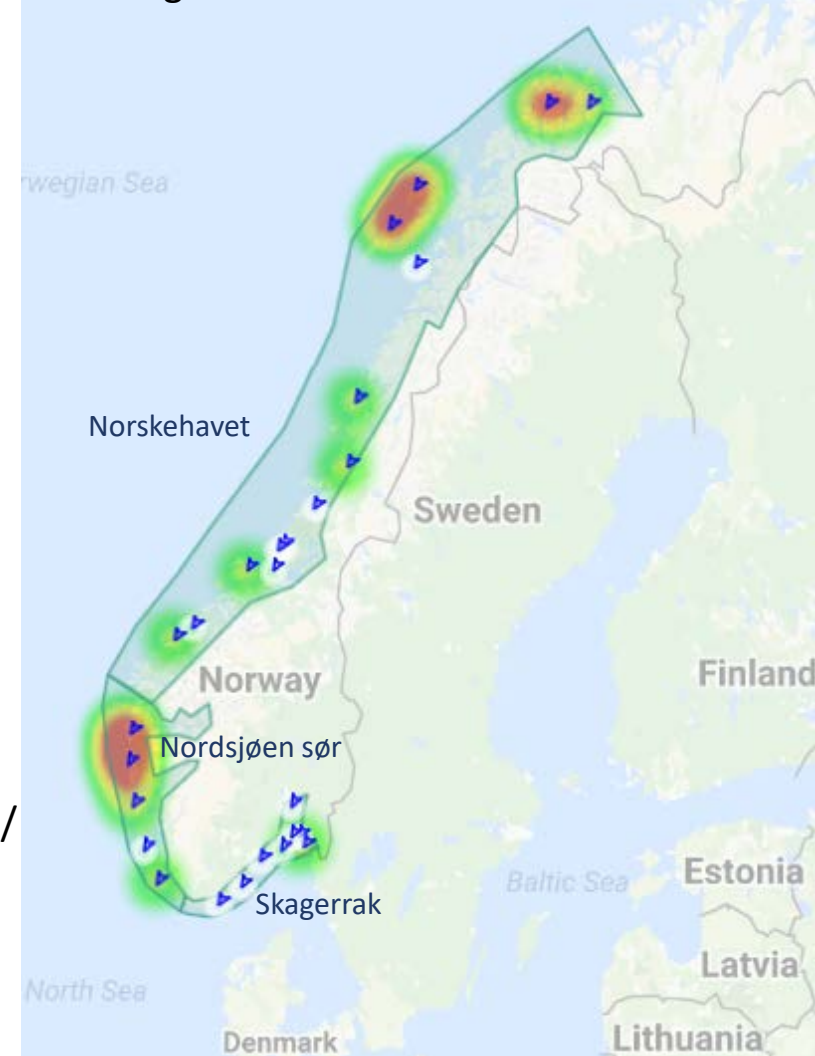 g
rwegian Sea
Norskehavet
Sweden
Finland
Norway
Nordsjøen sør
/
Estonia
Baltic Sea
Skagerrak
Latvia
North Sea
Denmark
Lithuania